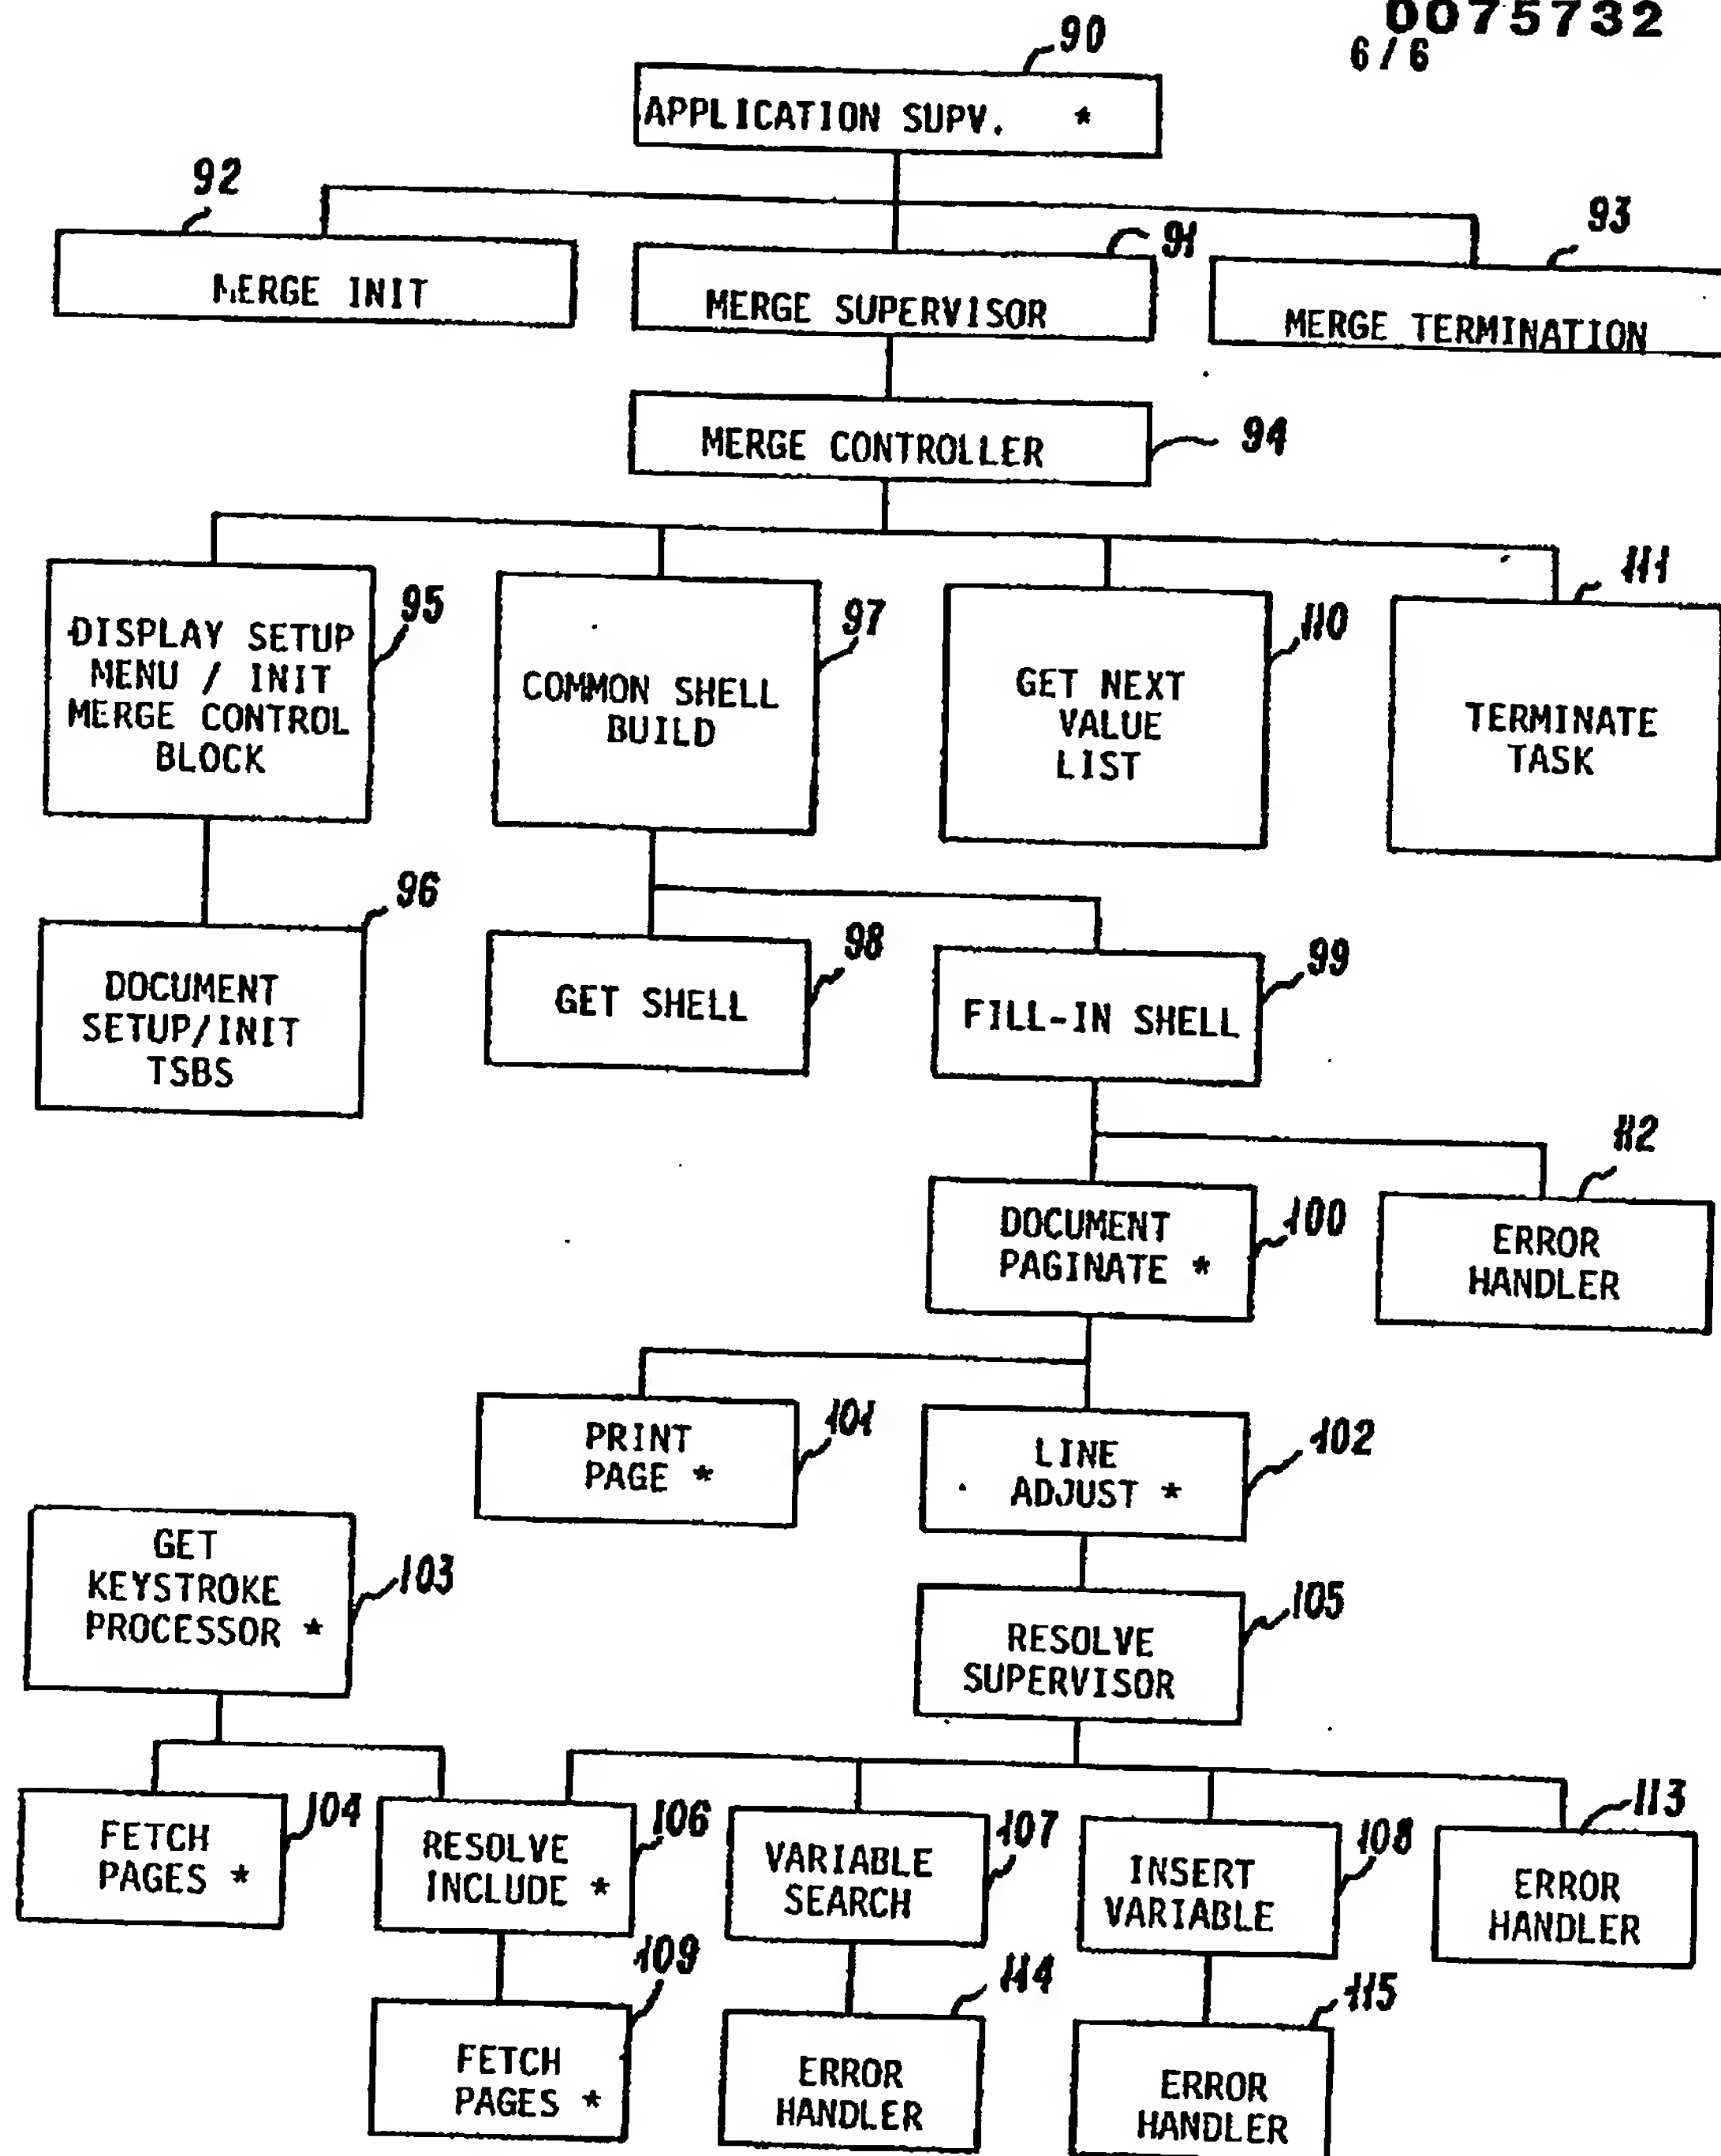 0075732
6/6
90
APPLICATION SUPV. *
92
91
93
MERGE INIT
MERGE SUPERVISOR
MERGE TERMINATION
MERGE CONTROLLER
94
111
95
97
110
DISPLAY SETUP
MENU / INIT
MERGE CONTROL
BLOCK
COMMON SHELL
BUILD
GET NEXT
VALUE
LIST
TERMINATE
TASK
96
98
99
DOCUMENT
SETUP/INIT
TSBS
GET SHELL
FILL-IN SHELL
112
100
DOCUMENT
PAGINATE *
ERROR
HANDLER
101
102
PRINT
PAGE *
LINE
ADJUST *
GET
KEYSTROKE
PROCESSOR *
103
105
RESOLVE
SUPERVISOR
104
106
107
108
113
FETCH
PAGES *
RESOLVE
INCLUDE *
VARIABLE
SEARCH
INSERT
VARIABLE
ERROR
HANDLER
109
114
115
FETCH
PAGES *
ERROR
HANDLER
ERROR
HANDLER